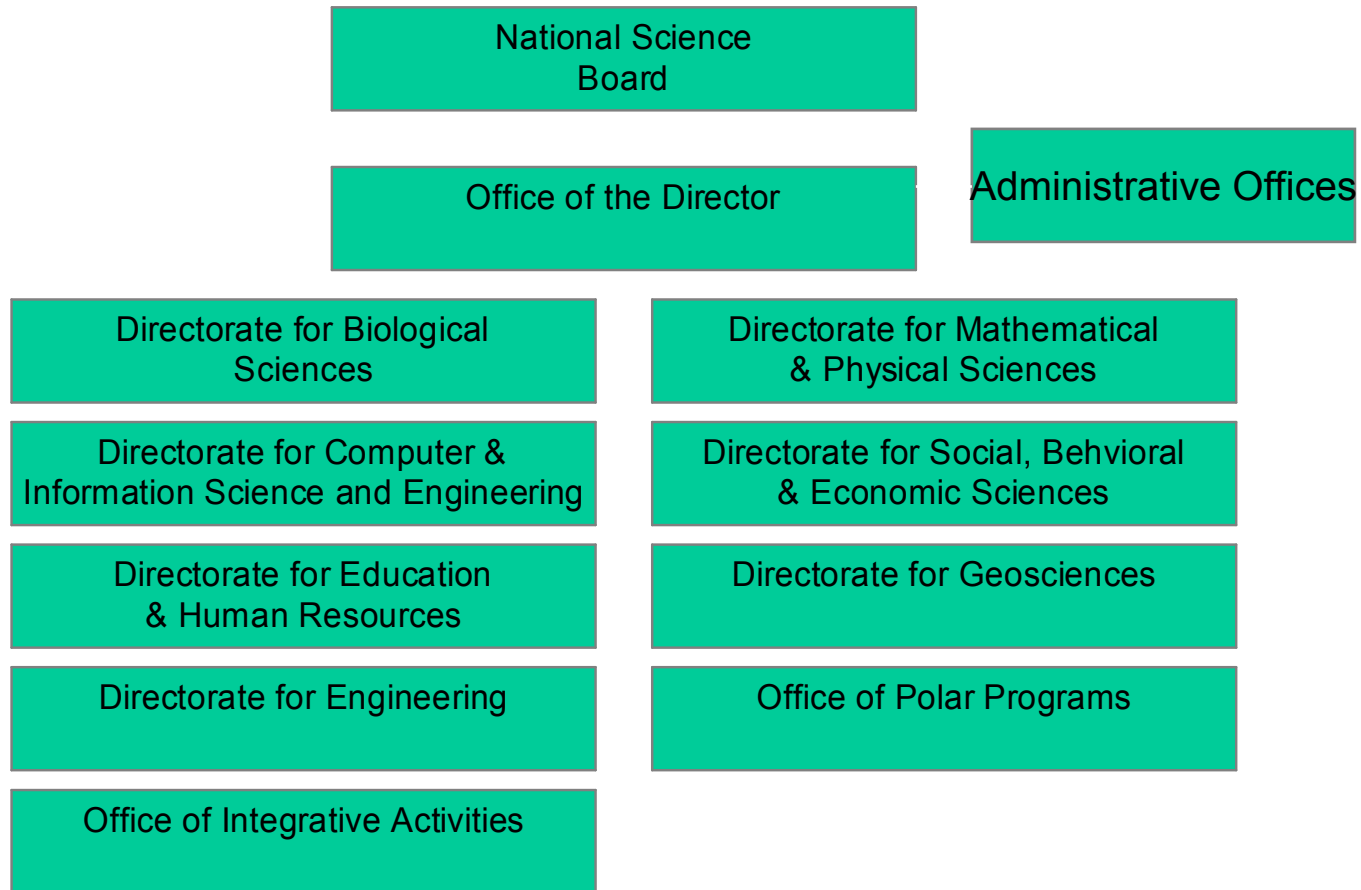 National Science
Board
Office of the Director
Administrative Offices
Directorate for Biological
Sciences
Directorate for Mathematical
& Physical Sciences
Directorate for Computer &
Information Science and Engineering
Directorate for Social, Behvioral
& Economic Sciences
Directorate for Education
& Human Resources
Directorate for Geosciences
Directorate for Engineering
Office of Polar Programs
Office of Integrative Activities